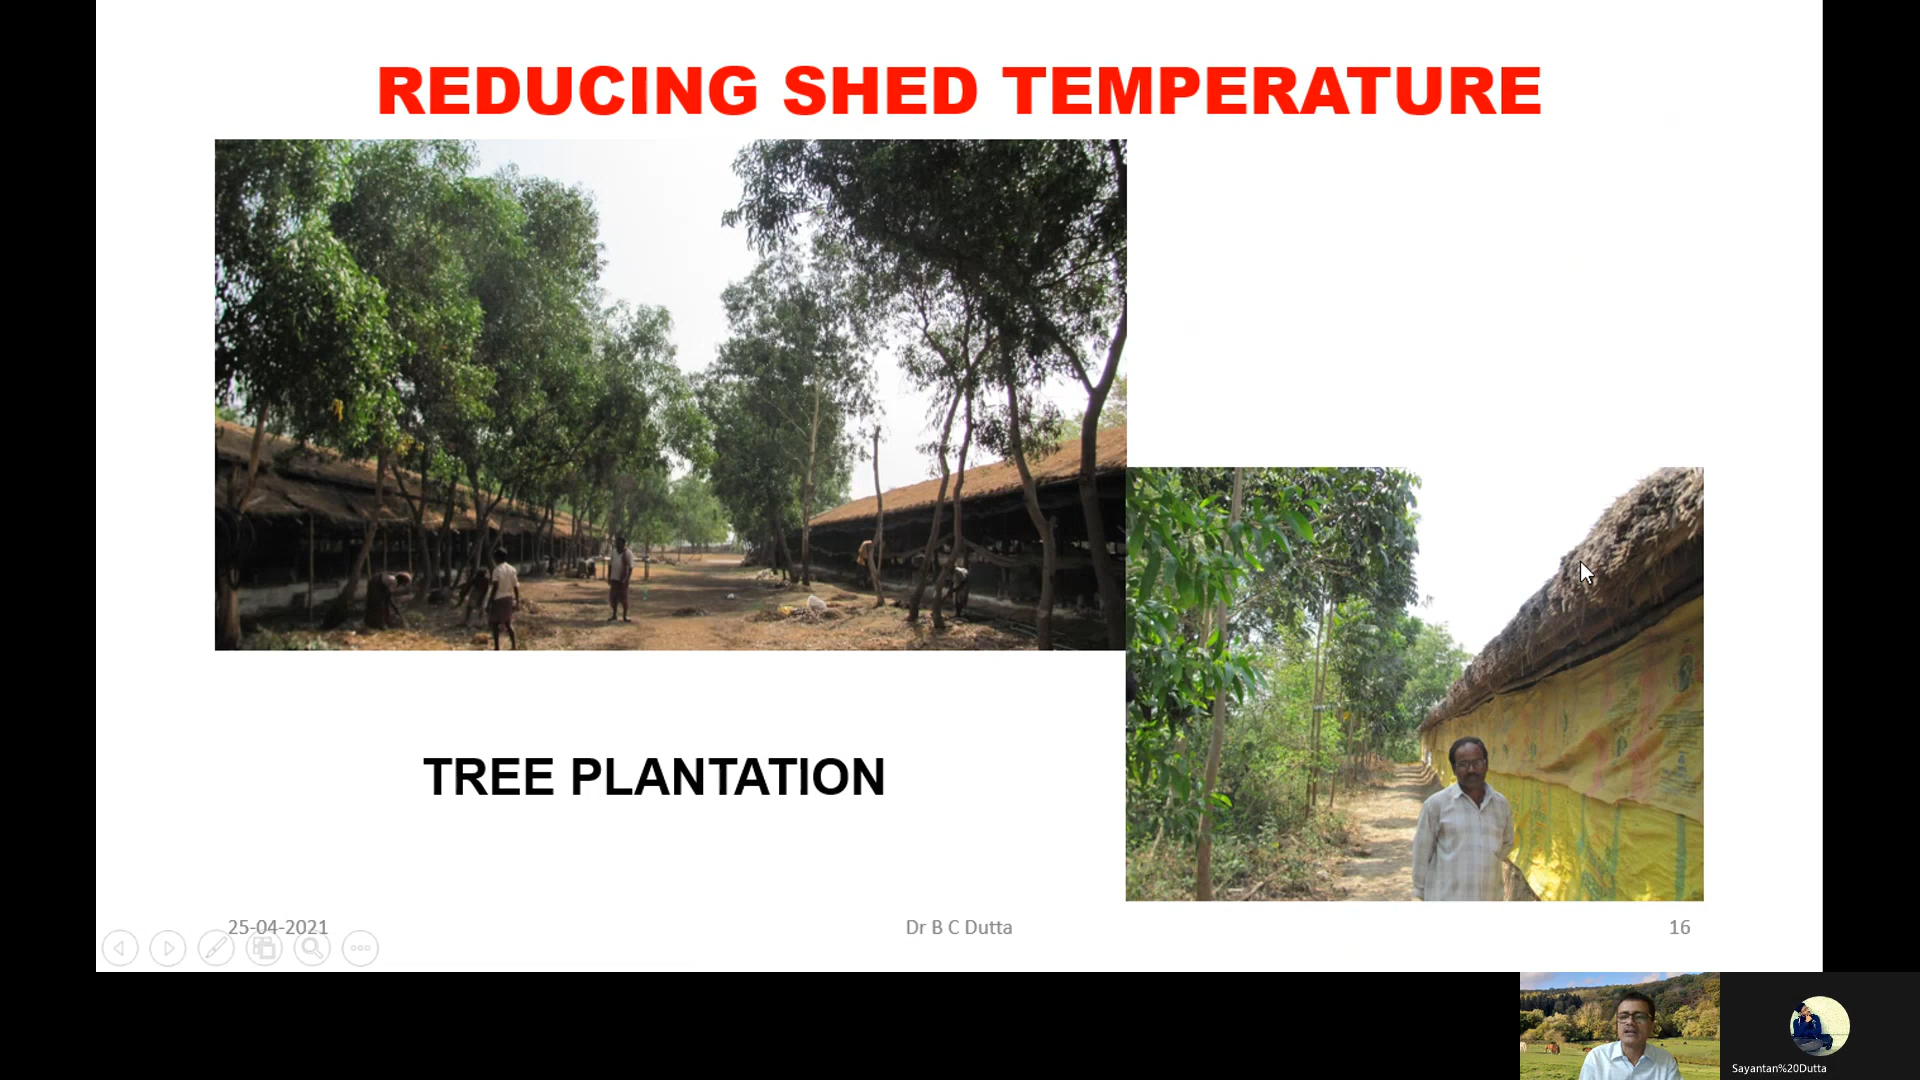 REDUCING SHED TEMPERATURE
TREE PLANTATION
25-04-2021
Dr B C Dutta
16
Sayantan%20Dutta